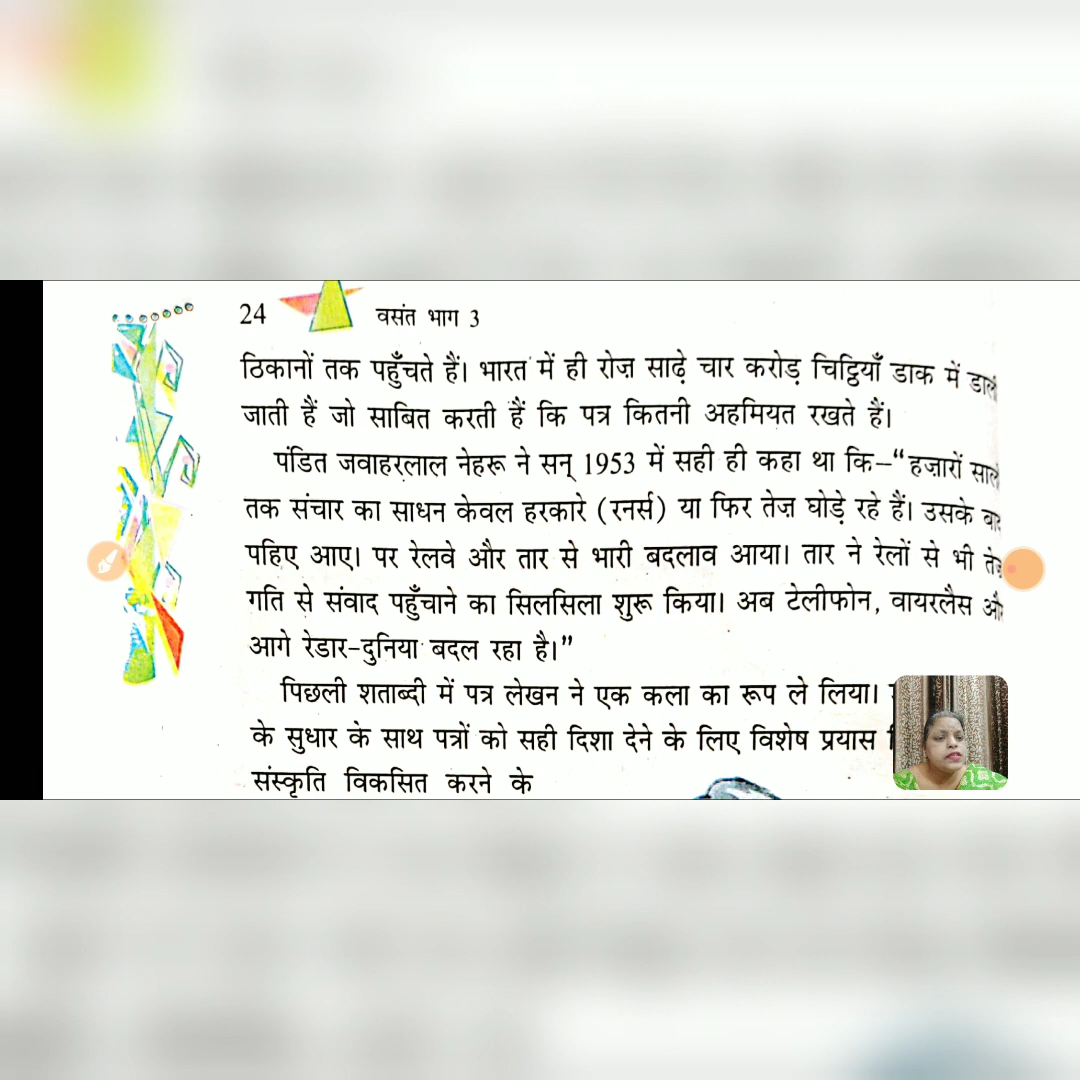 24 वसंत भाग 3
ठिकानों तक पहुँचते हैं। भारत में ही रोज साढ़े चार करोड़ चिट्ठियाँ डाक में
जाती हैं जो साबित करती हैं कि पत्र कितनी अहमियत रखते हैं।
पंडित जवाहरलाल नेहरू ने सन् 1953 में सही ही कहा था कि–“हज़ारों
तक संचार का साधन केवल हरकारे (रनर्स) या फिर तेज़ घोड़े रहे हैं। उसके
पहिए आए। पर रेलवे और तार से भारी बदलाव आया। तार ने रेलों से भी
गति से संवाद पहुँचाने का सिलसिला शुरू किया। अब टेलीफोन, वायरलैस
आगे रेडार-दुनिया बदल रहा है।”
पिछली शताब्दी में पत्र लेखन ने एक कला का रूप ले लिया।
के सुधार के साथ पत्रों को सही दिशा देने के लिए विशेष प्रयास
संस्कृति विकसित करने के